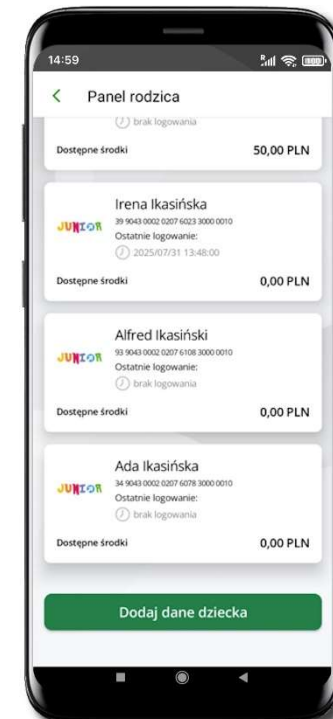 14:59
Panel rodzica
brak logowania
Dostępne środki 50,00 PLN
Irena Ikasińska
JUNIOR
39 9043 0002 0207 6023 3000 0010
Ostatnie logowanie:
2025/07/31 13:48:00
Dostępne środki 0,00 PLN
Alfred Ikasiński
JUNIOR
93 9043 0002 0207 6108 3000 0010
Ostatnie logowanie:
brak logowania
Dostępne środki 0,00 PLN
Ada Ikasińska
JUNIOR
34 9043 0002 0207 6078 3000 0010
Ostatnie logowanie:
brak logowania
Dostępne środki 0,00 PLN
Dodaj dane dziecka